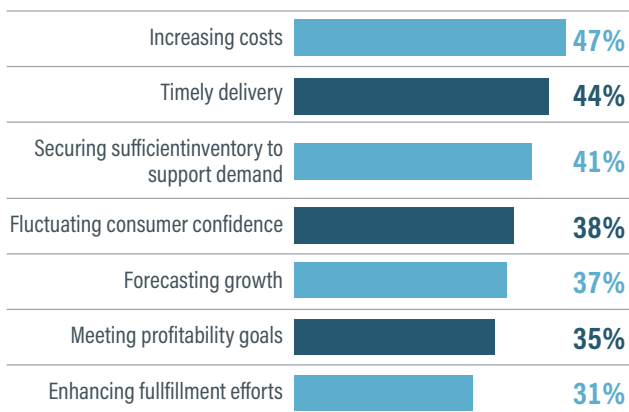 Increasing costs 47%
Timely delivery 44%
Securing sufficientinventory to
support demand 41%
Fluctuating consumer confidence 38%
Forecasting growth 37%
Meeting profitability goals 35%
Enhancing fullfillment efforts 31%